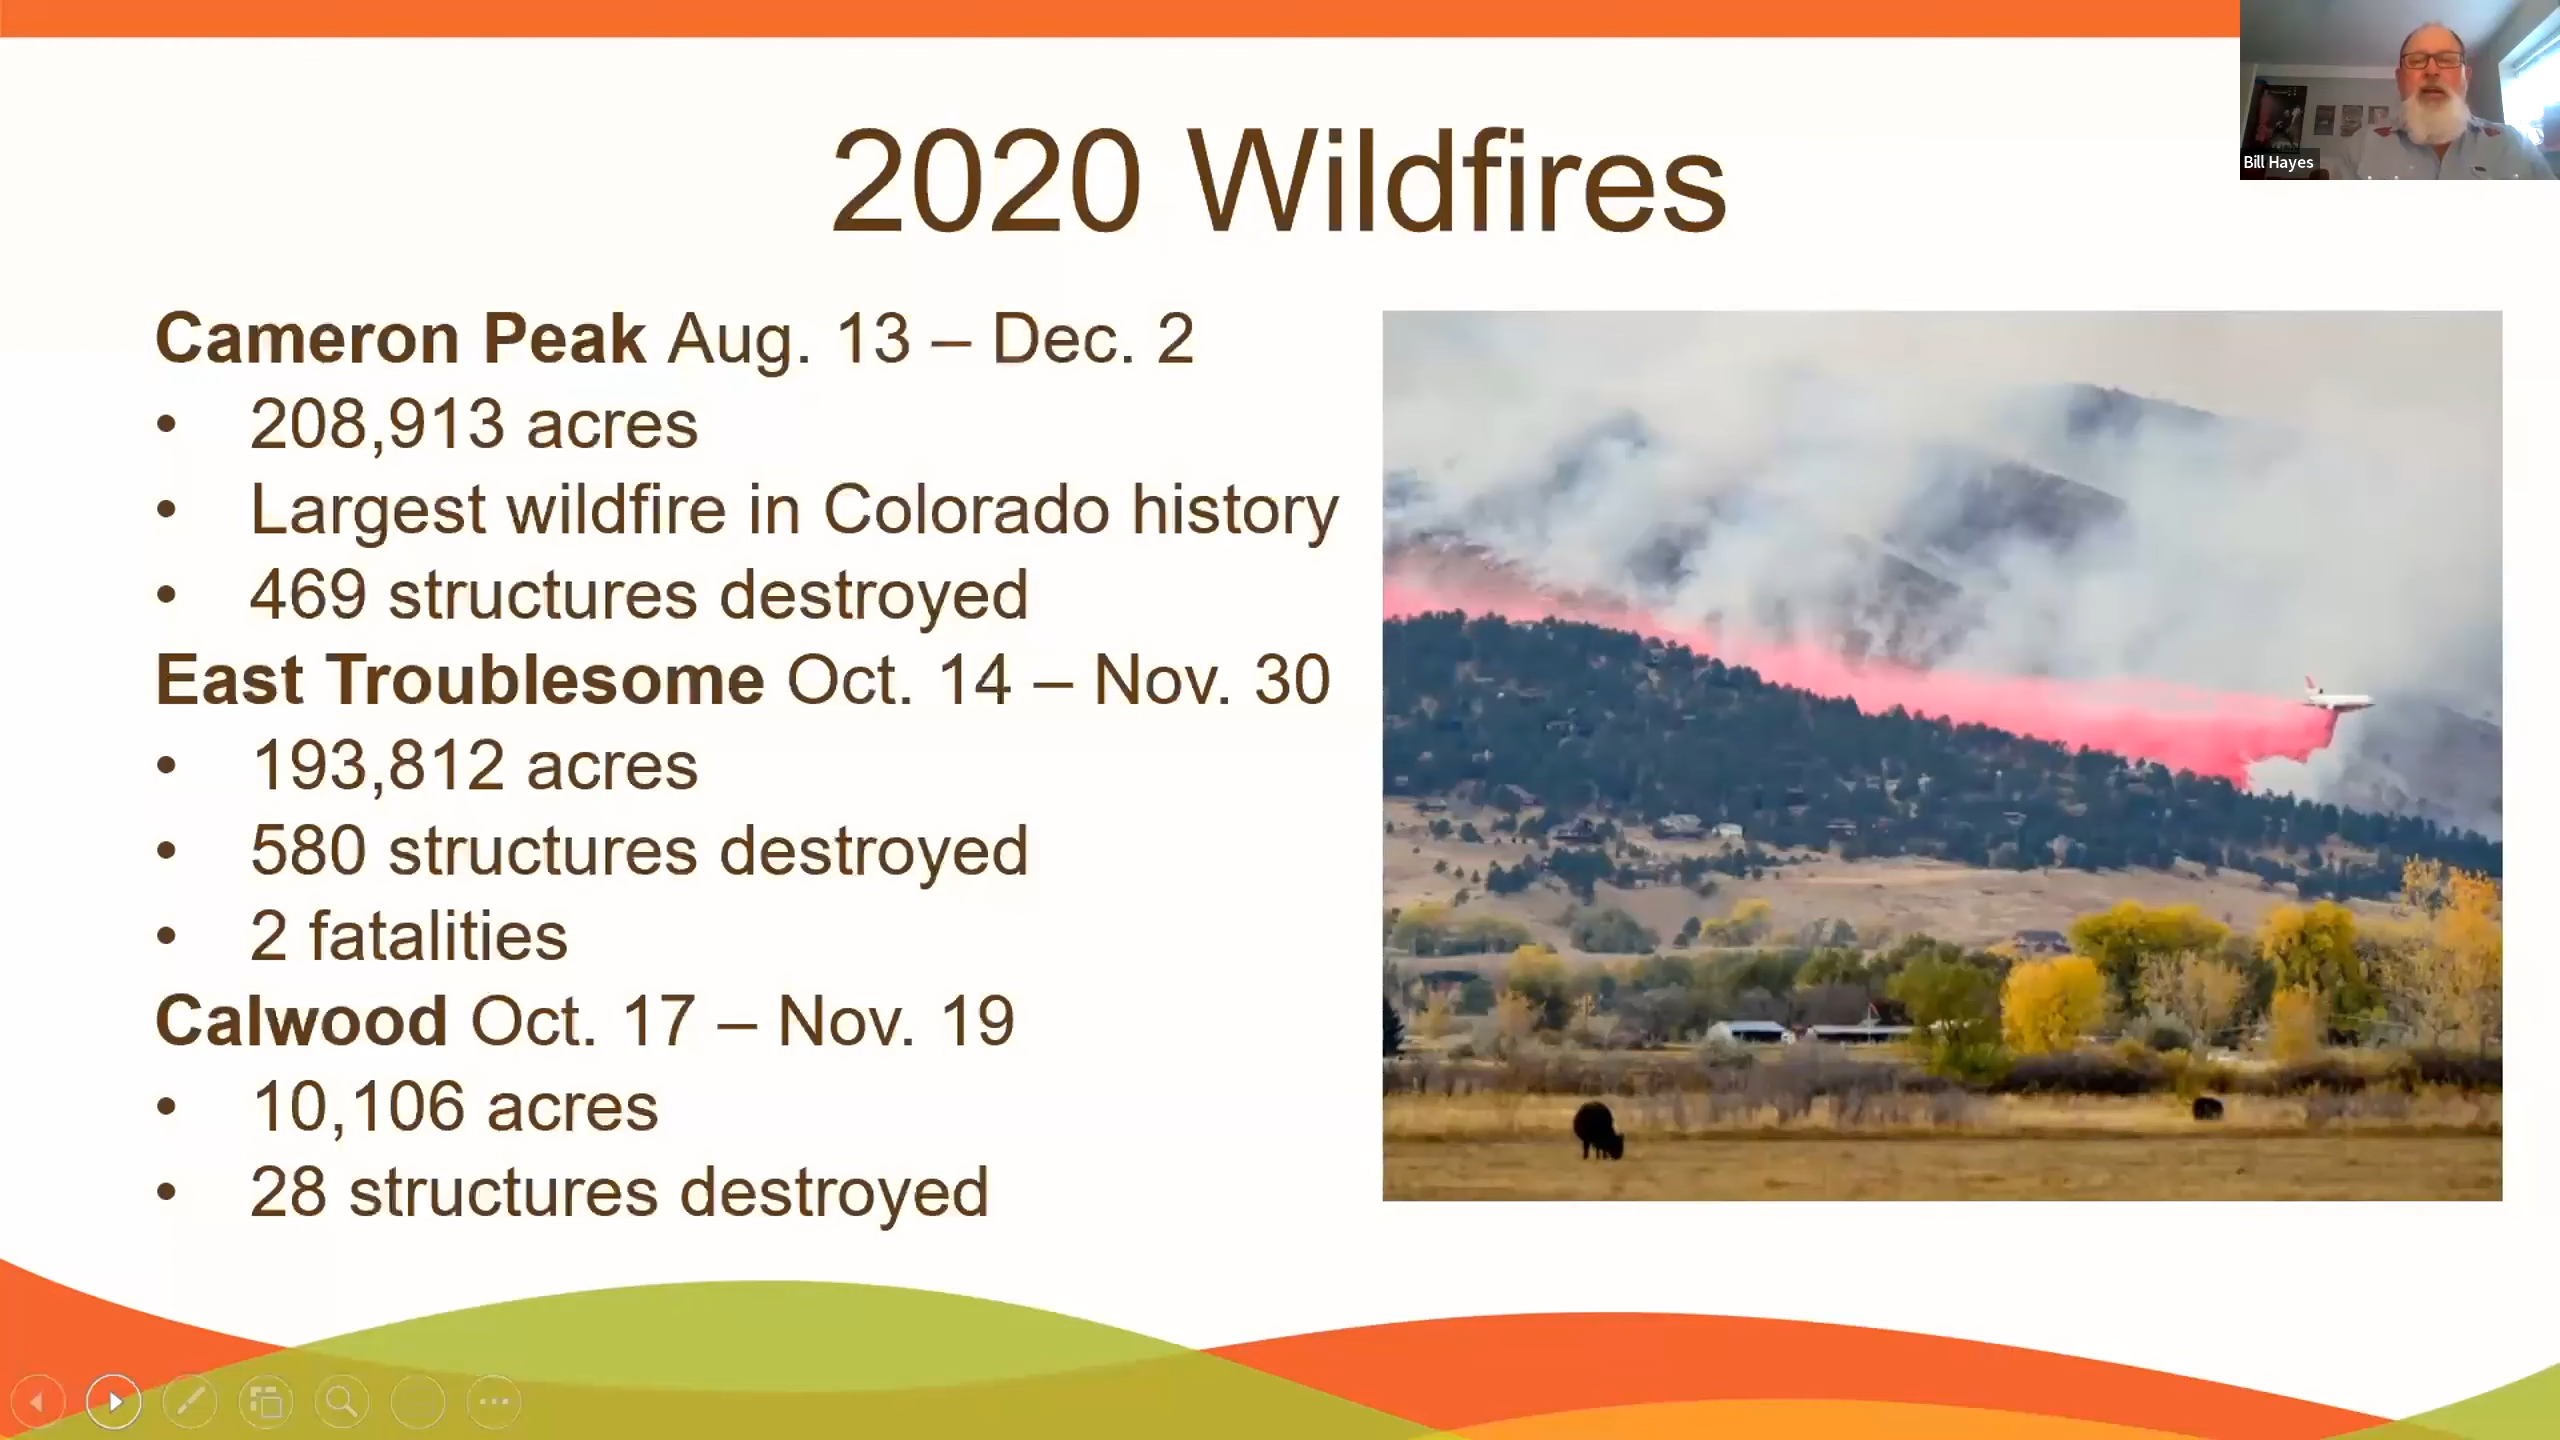 2020 Wildfires
Bill Hayes
Cameron Peak Aug. 13 – Dec. 2
• 208,913 acres
• Largest wildfire in Colorado history
• 469 structures destroyed
East Troublesome Oct. 14 – Nov. 30
• 193,812 acres
• 580 structures destroyed
• 2 fatalities
Calwood Oct. 17 – Nov. 19
• 10,106 acres
• 28 structures destroyed